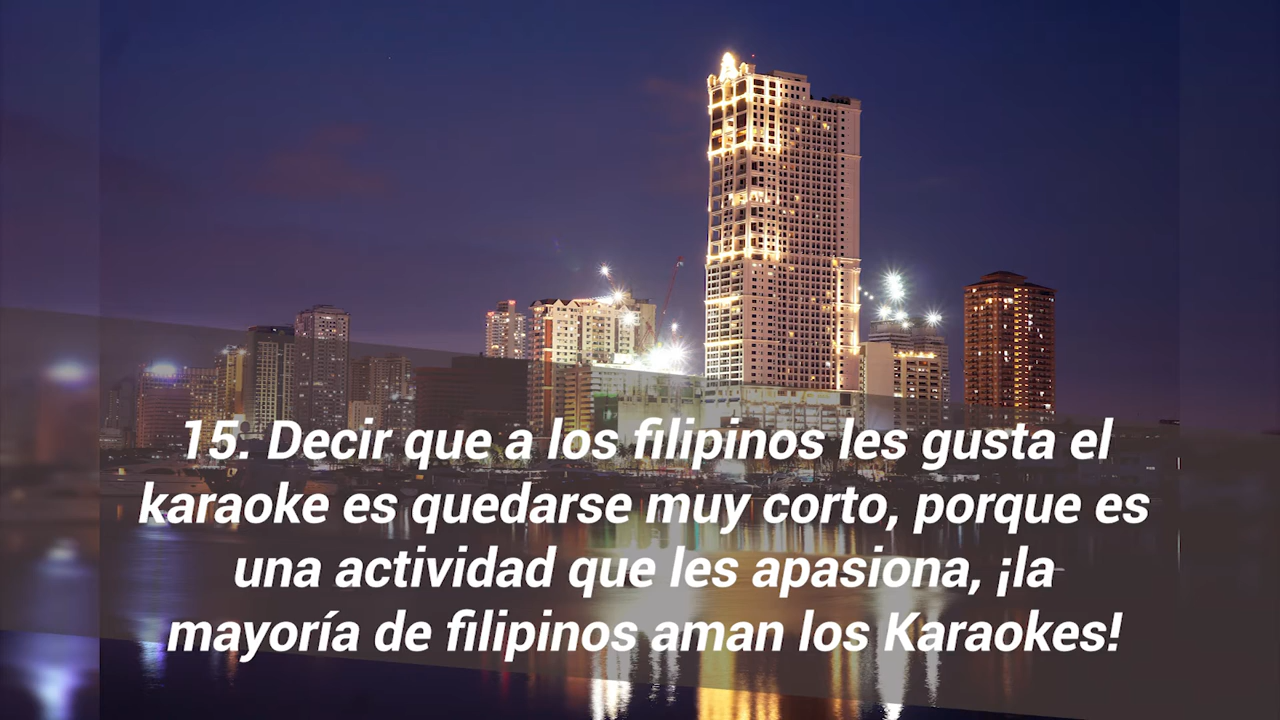 15. Decir que a los filipinos les gusta el
karaoke es quedarse muy corto, porque es
una actividad que les apasiona, ¡la
mayoría de filipinos aman los Karaokes!